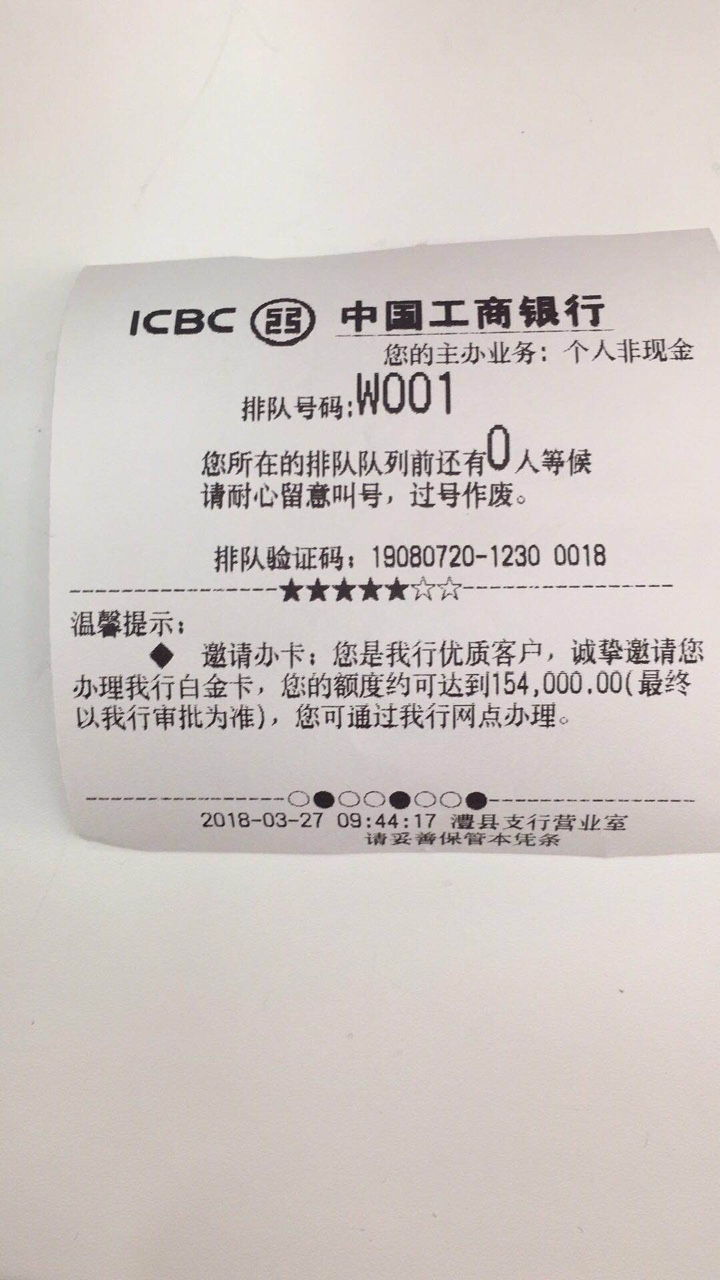 ICBC 中国工商银行
您的主办业务：个人非现金
排队号码:W001
您所在的排队队列前还有0人等候
请耐心留意叫号，过号作废。
排队验证码：19080720-1230 0018
--------------------★★★★★☆☆--------------------
温馨提示：
◆ 邀请办卡：您是我行优质客户，诚挚邀请您
办理我行白金卡，您的额度约可达到154,000.00(最终
以我行审批为准)，您可通过我行网点办理。
--------------------○●○○●○○●--------------------
2018-03-27 09:44:17 澧县支行营业室
请妥善保管本凭条